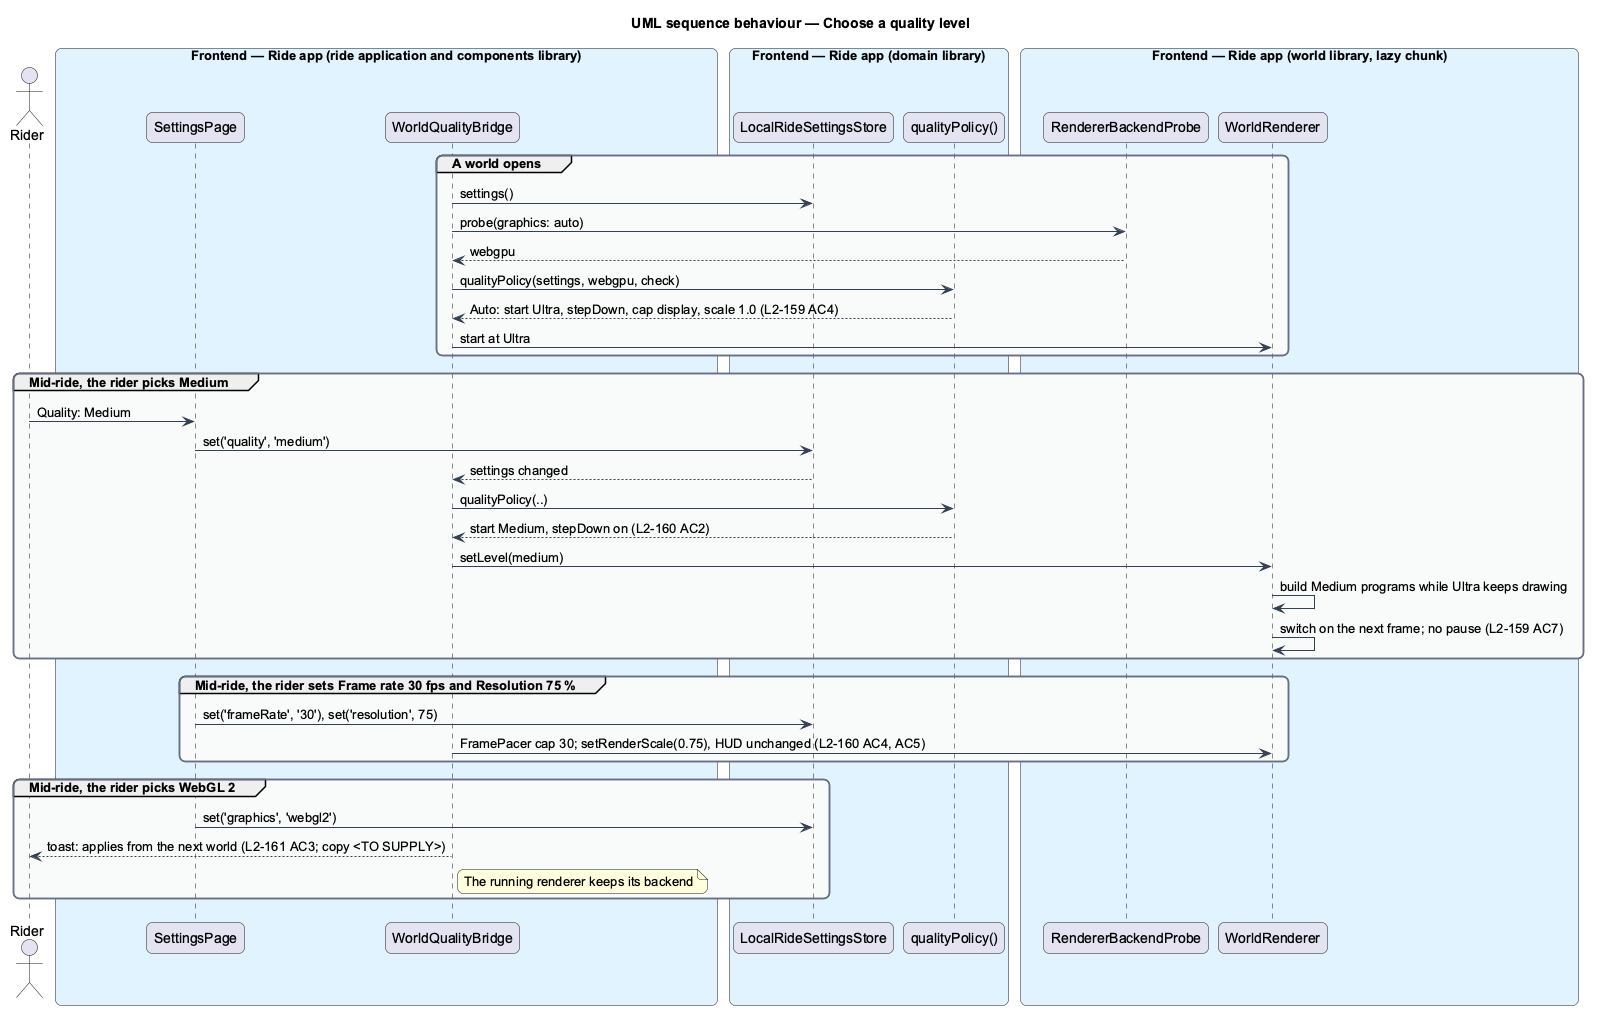 UML sequence behaviour — Choose a quality level
Frontend — Ride app (ride application and components library)
Frontend — Ride app (domain library)
Frontend — Ride app (world library, lazy chunk)
Rider
SettingsPage
WorldQualityBridge
LocalRideSettingsStore
qualityPolicy()
RendererBackendProbe
WorldRenderer
A world opens
settings()
probe(graphics: auto)
webgpu
qualityPolicy(settings, webgpu, check)
Auto: start Ultra, stepDown, cap display, scale 1.0 (L2-159 AC4)
start at Ultra
Mid-ride, the rider picks Medium
Quality: Medium
set('quality', 'medium')
settings changed
qualityPolicy(..)
start Medium, stepDown on (L2-160 AC2)
setLevel(medium)
build Medium programs while Ultra keeps drawing
switch on the next frame; no pause (L2-159 AC7)
Mid-ride, the rider sets Frame rate 30 fps and Resolution 75 %
set('frameRate', '30'), set('resolution', 75)
FramePacer cap 30; setRenderScale(0.75), HUD unchanged (L2-160 AC4, AC5)
Mid-ride, the rider picks WebGL 2
set('graphics', 'webgl2')
toast: applies from the next world (L2-161 AC3; copy <TO SUPPLY>)
The running renderer keeps its backend
Rider
SettingsPage
WorldQualityBridge
LocalRideSettingsStore
qualityPolicy()
RendererBackendProbe
WorldRenderer